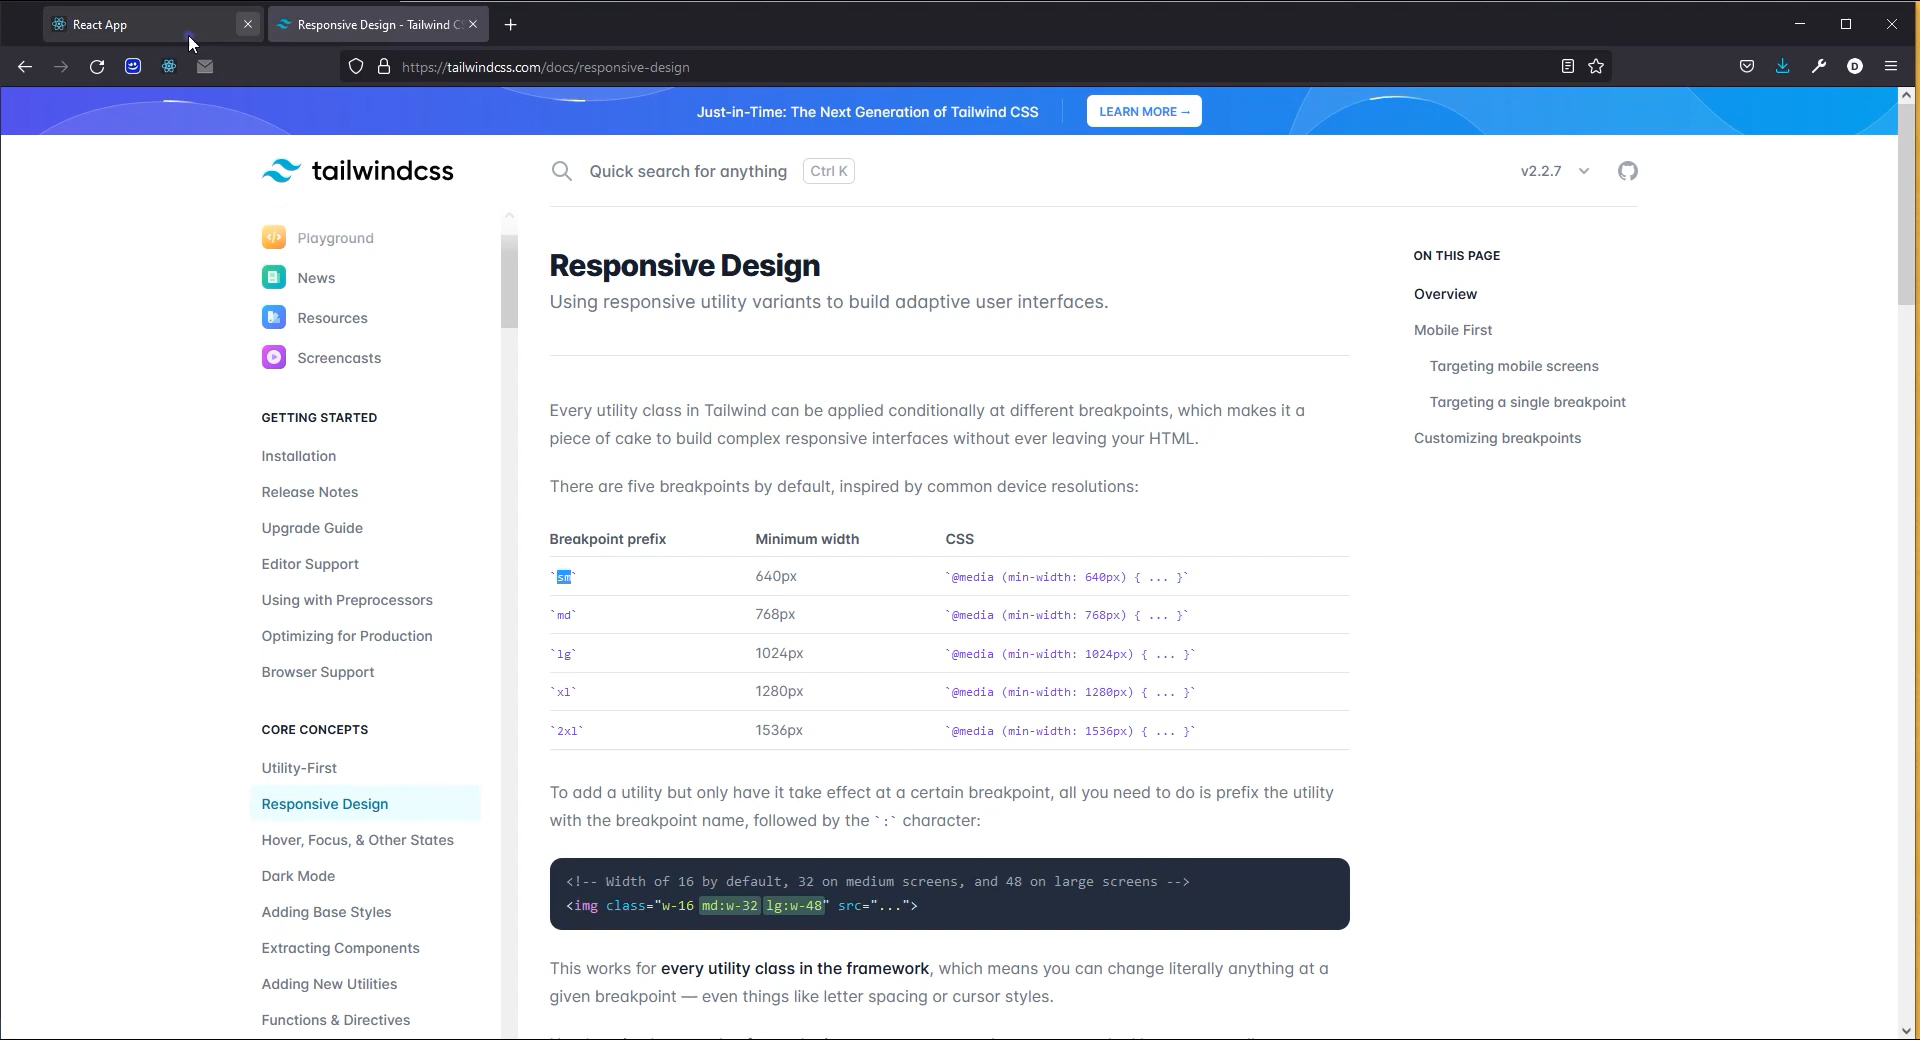 React App
Responsive Design - Tailwind CS
https://tailwindcss.com/docs/responsive-design
D
Just-in-Time: The Next Generation of Tailwind CSS
LEARN MORE →
tailwindcss
Quick search for anything
Ctrl K
v2.2.7
Playground
News
Resources
Screencasts
GETTING STARTED
Installation
Release Notes
Upgrade Guide
Editor Support
Using with Preprocessors
Optimizing for Production
Browser Support
CORE CONCEPTS
Utility-First
Responsive Design
Hover, Focus, & Other States
Dark Mode
Adding Base Styles
Extracting Components
Adding New Utilities
Functions & Directives
Responsive Design
Using responsive utility variants to build adaptive user interfaces.
Every utility class in Tailwind can be applied conditionally at different breakpoints, which makes it a
piece of cake to build complex responsive interfaces without ever leaving your HTML.
There are five breakpoints by default, inspired by common device resolutions:
Breakpoint prefix Minimum width CSS
`sm` 640px `@media (min-width: 640px) { ... }`
`md` 768px `@media (min-width: 768px) { ... }`
`lg` 1024px `@media (min-width: 1024px) { ... }`
`xl` 1280px `@media (min-width: 1280px) { ... }`
`2xl` 1536px `@media (min-width: 1536px) { ... }`
To add a utility but only have it take effect at a certain breakpoint, all you need to do is prefix the utility
with the breakpoint name, followed by the `:` character:
<!-- Width of 16 by default, 32 on medium screens, and 48 on large screens -->
<img class="w-16 md:w-32 lg:w-48" src="...">
This works for every utility class in the framework, which means you can change literally anything at a
given breakpoint — even things like letter spacing or cursor styles.
ON THIS PAGE
Overview
Mobile First
Targeting mobile screens
Targeting a single breakpoint
Customizing breakpoints